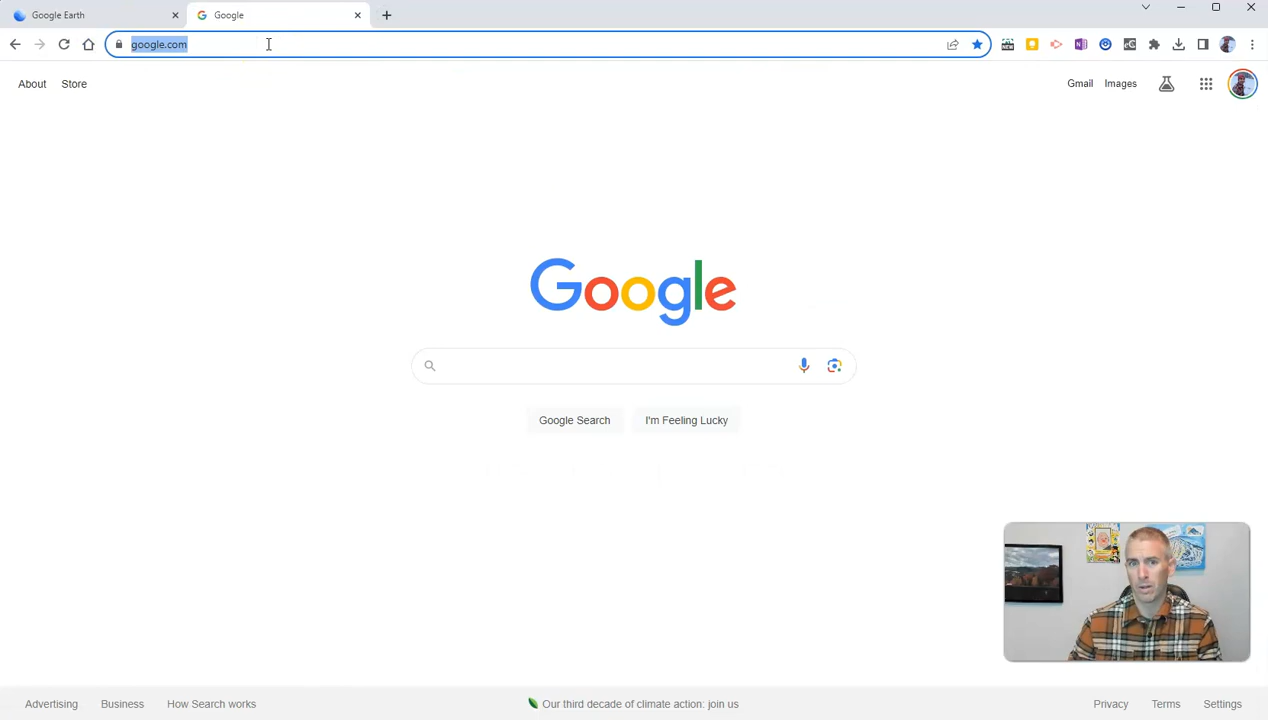 Google Earth
Google
google.com
About
Store
Gmail
Images
Google
Google Search
I'm Feeling Lucky
Advertising
Business
How Search works
Our third decade of climate action: join us
Privacy
Terms
Settings